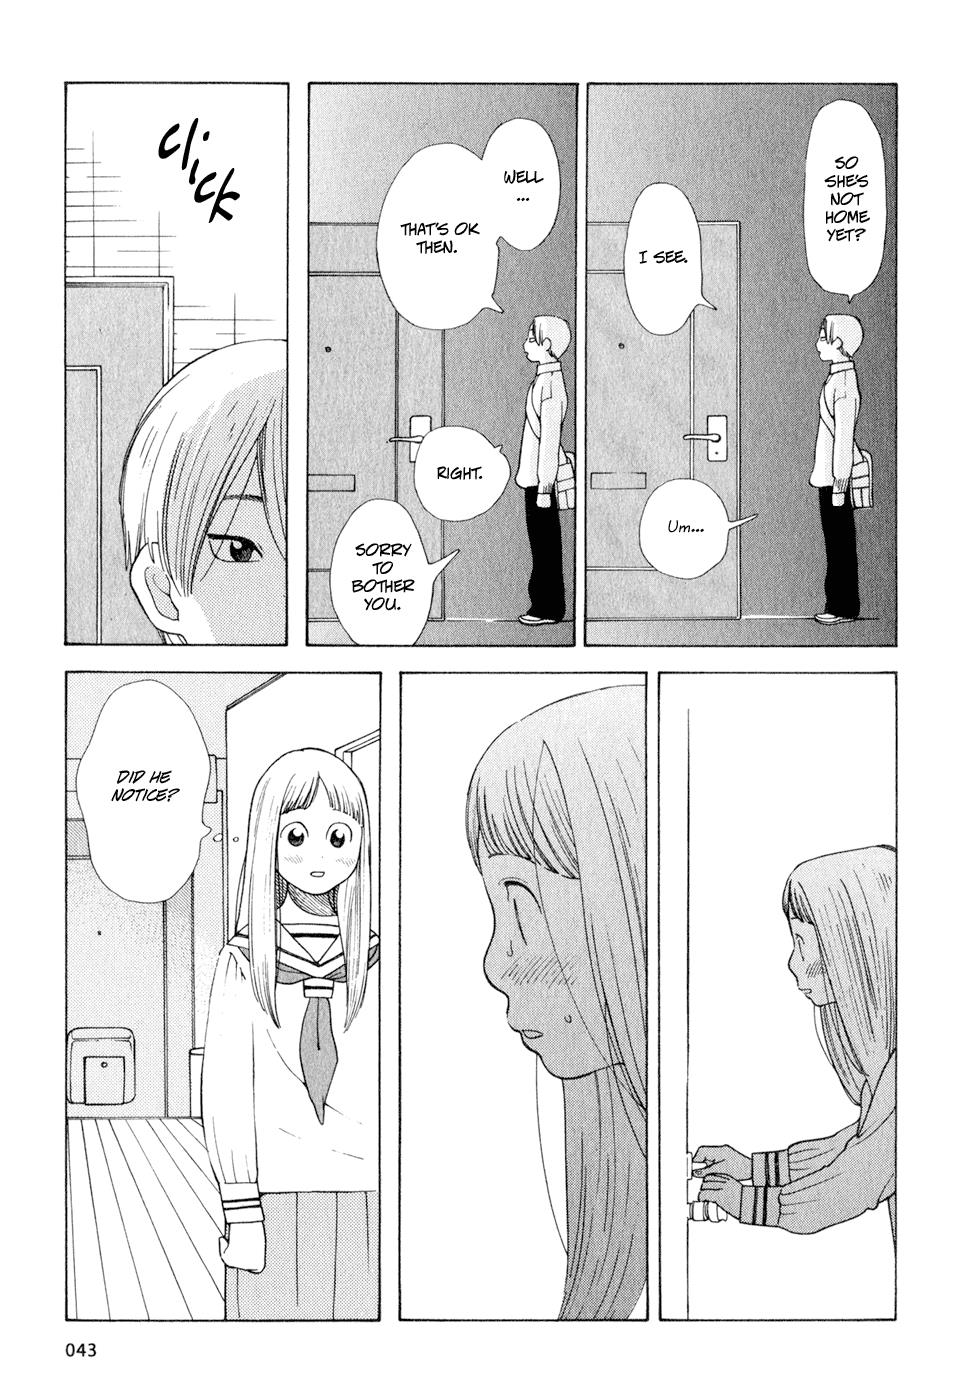 SO
SHE'S
NOT
HOME
YET?
I SEE.
Um...
WELL
...
THAT'S OK
THEN.
RIGHT.
SORRY
TO
BOTHER
YOU.
CLICK
DID HE
NOTICE?
043